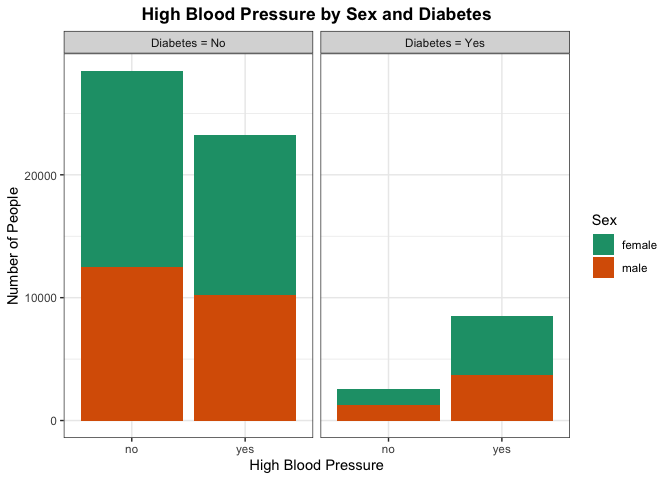 High Blood Pressure by Sex and Diabetes
Diabetes = No
Diabetes = Yes
20000
10000
0
Number of People
no
yes
no
yes
High Blood Pressure
Sex
female
male